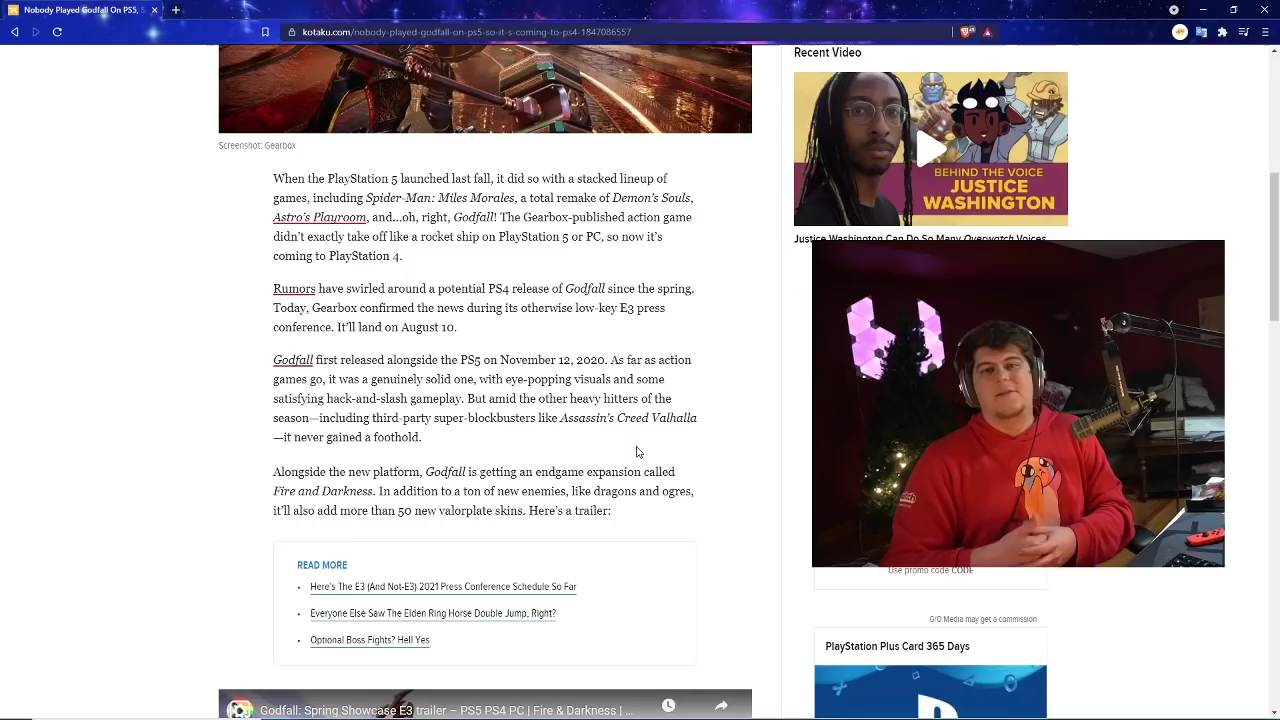 Nobody Played Godfall On PS5, S
kotaku.com/nobody-played-godfall-on-ps5-so-it-s-coming-to-ps4-1847086557
Screenshot: Gearbox
When the PlayStation 5 launched last fall, it did so with a stacked lineup of
games, including Spider-Man: Miles Morales, a total remake of Demon's Souls,
Astro's Playroom, and...oh, right, Godfall! The Gearbox-published action game
didn't exactly take off like a rocket ship on PlayStation 5 or PC, so now it's
coming to PlayStation 4.
Rumors have swirled around a potential PS4 release of Godfall since the spring.
Today, Gearbox confirmed the news during its otherwise low-key E3 press
conference. It'll land on August 10.
Godfall first released alongside the PS5 on November 12, 2020. As far as action
games go, it was a genuinely solid one, with eye-popping visuals and some
satisfying hack-and-slash gameplay. But amid the other heavy hitters of the
season—including third-party super-blockbusters like Assassin's Creed Valhalla
—it never gained a foothold.
Alongside the new platform, Godfall is getting an endgame expansion called
Fire and Darkness. In addition to a ton of new enemies, like dragons and ogres,
it'll also add more than 50 new valorplate skins. Here's a trailer:
READ MORE
Here's The E3 (And Not-E3) 2021 Press Conference Schedule So Far
Everyone Else Saw The Elden Ring Horse Double Jump, Right?
Optional Boss Fights? Hell Yes
Godfall: Spring Showcase E3 trailer – PS5 PS4 PC | Fire & Darkness | ...
Recent Video
BEHIND THE VOICE
JUSTICE
WASHINGTON
Justice Washington Can Do So Many Overwatch Voices
Use promo code CODE
G/O Media may get a commission
PlayStation Plus Card 365 Days